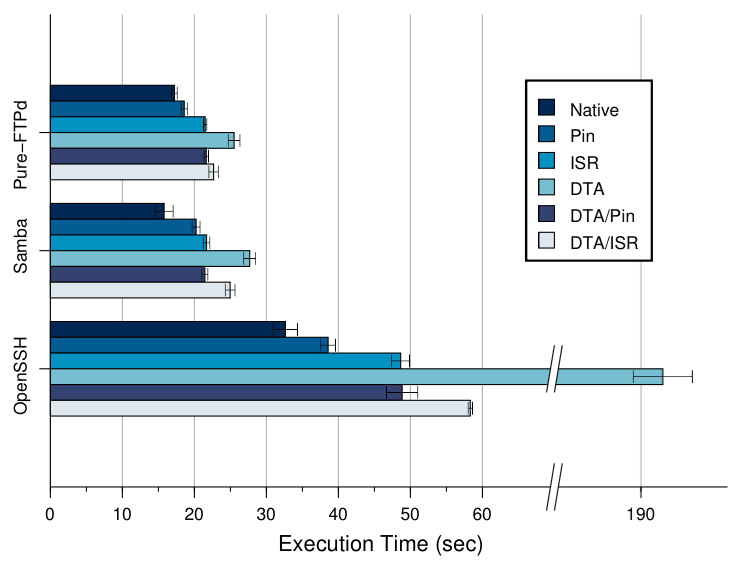 Pure-FTPd
Samba
OpenSSH
Native
Pin
ISR
DTA
DTA/Pin
DTA/ISR
0 10 20 30 40 50 60 190
Execution Time (sec)